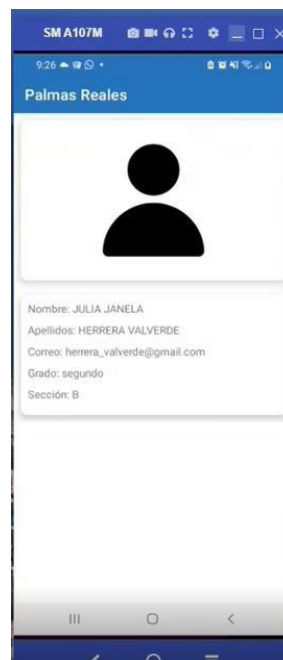 SM A107M
9:26
Palmas Reales
Nombre: JULIA JANELA
Apellidos: HERRERA VALVERDE
Correo: herrera_valverde@gmail.com
Grado: segundo
Sección: B